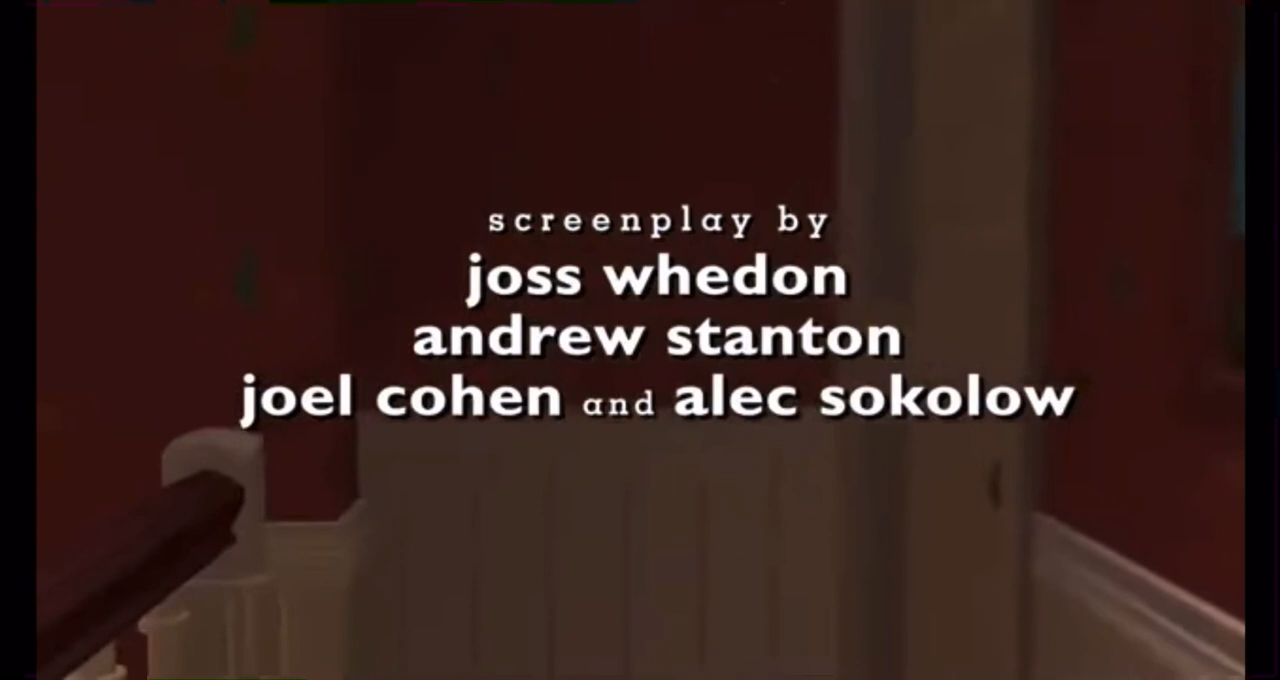 screenplay by
joss whedon
andrew stanton
joel cohen and alec sokolow